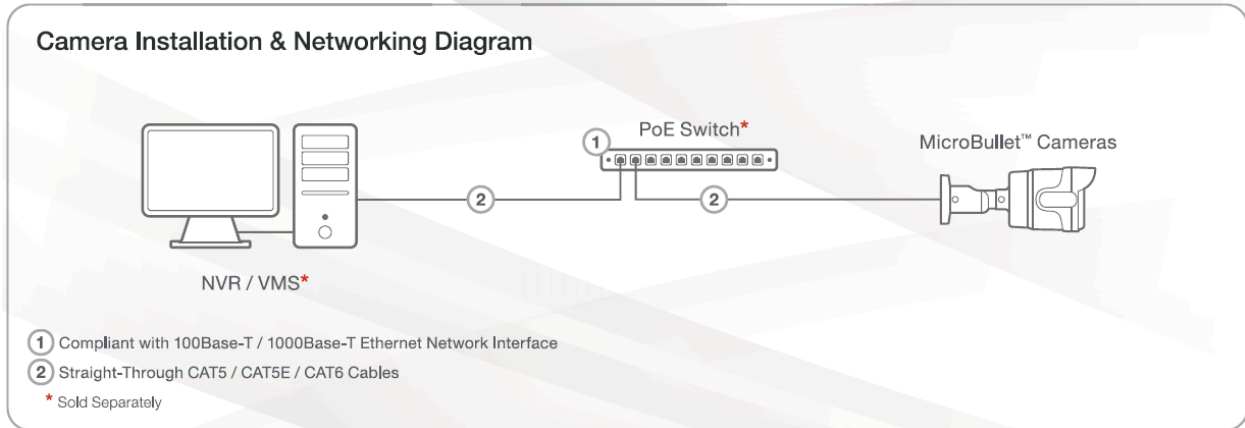 Camera Installation & Networking Diagram
1
PoE Switch*
MicroBullet™ Cameras
2
2
NVR / VMS*
1 Compliant with 100Base-T / 1000Base-T Ethernet Network Interface
2 Straight-Through CAT5 / CAT5E / CAT6 Cables
* Sold Separately